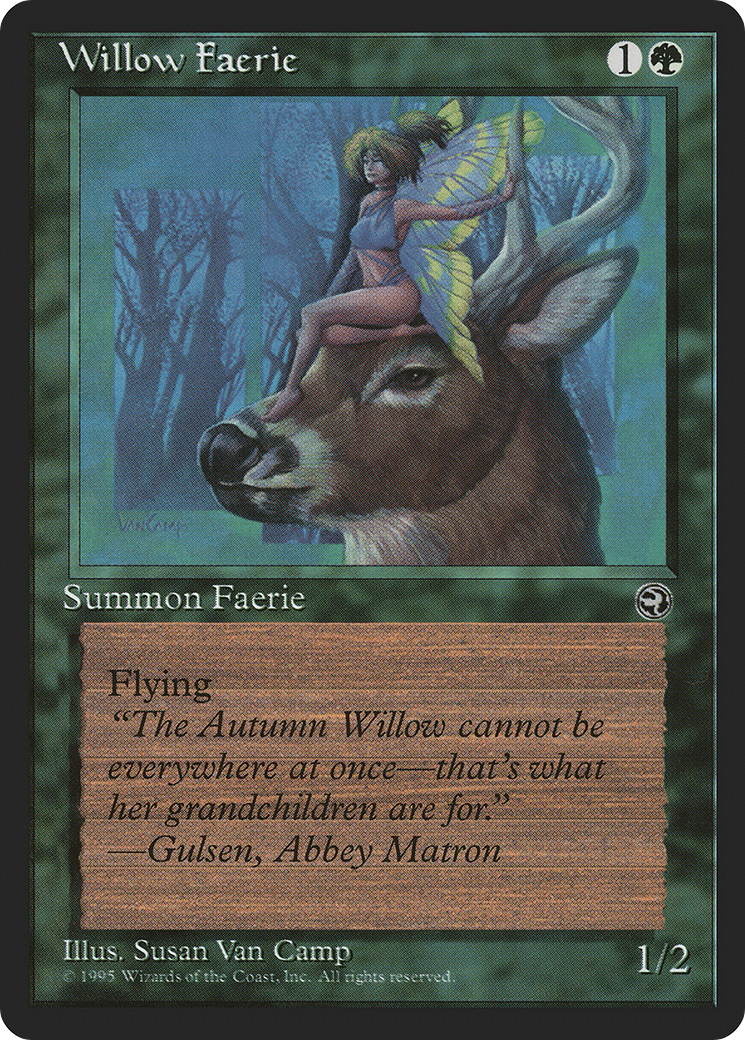 Willow Faerie
1
VanCamp
Summon Faerie
Flying
“The Autumn Willow cannot be
everywhere at once—that’s what
her grandchildren are for.”
—Gulsen, Abbey Matron
Illus. Susan Van Camp
1/2
© 1995 Wizards of the Coast, Inc. All rights reserved.